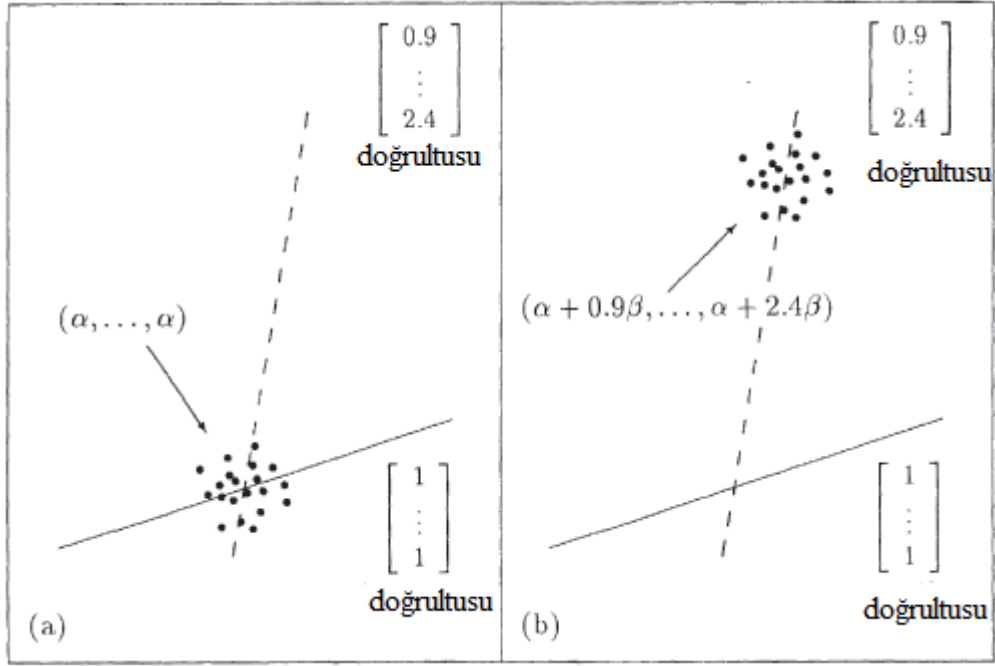 [ 0.9 ]
[ ⋮ ]
[ 2.4 ]
doğrultusu
(α, . . . , α)
[ 1 ]
[ ⋮ ]
[ 1 ]
doğrultusu
(a)
[ 0.9 ]
[ ⋮ ]
[ 2.4 ]
doğrultusu
(α + 0.9β, . . . , α + 2.4β)
[ 1 ]
[ ⋮ ]
[ 1 ]
doğrultusu
(b)